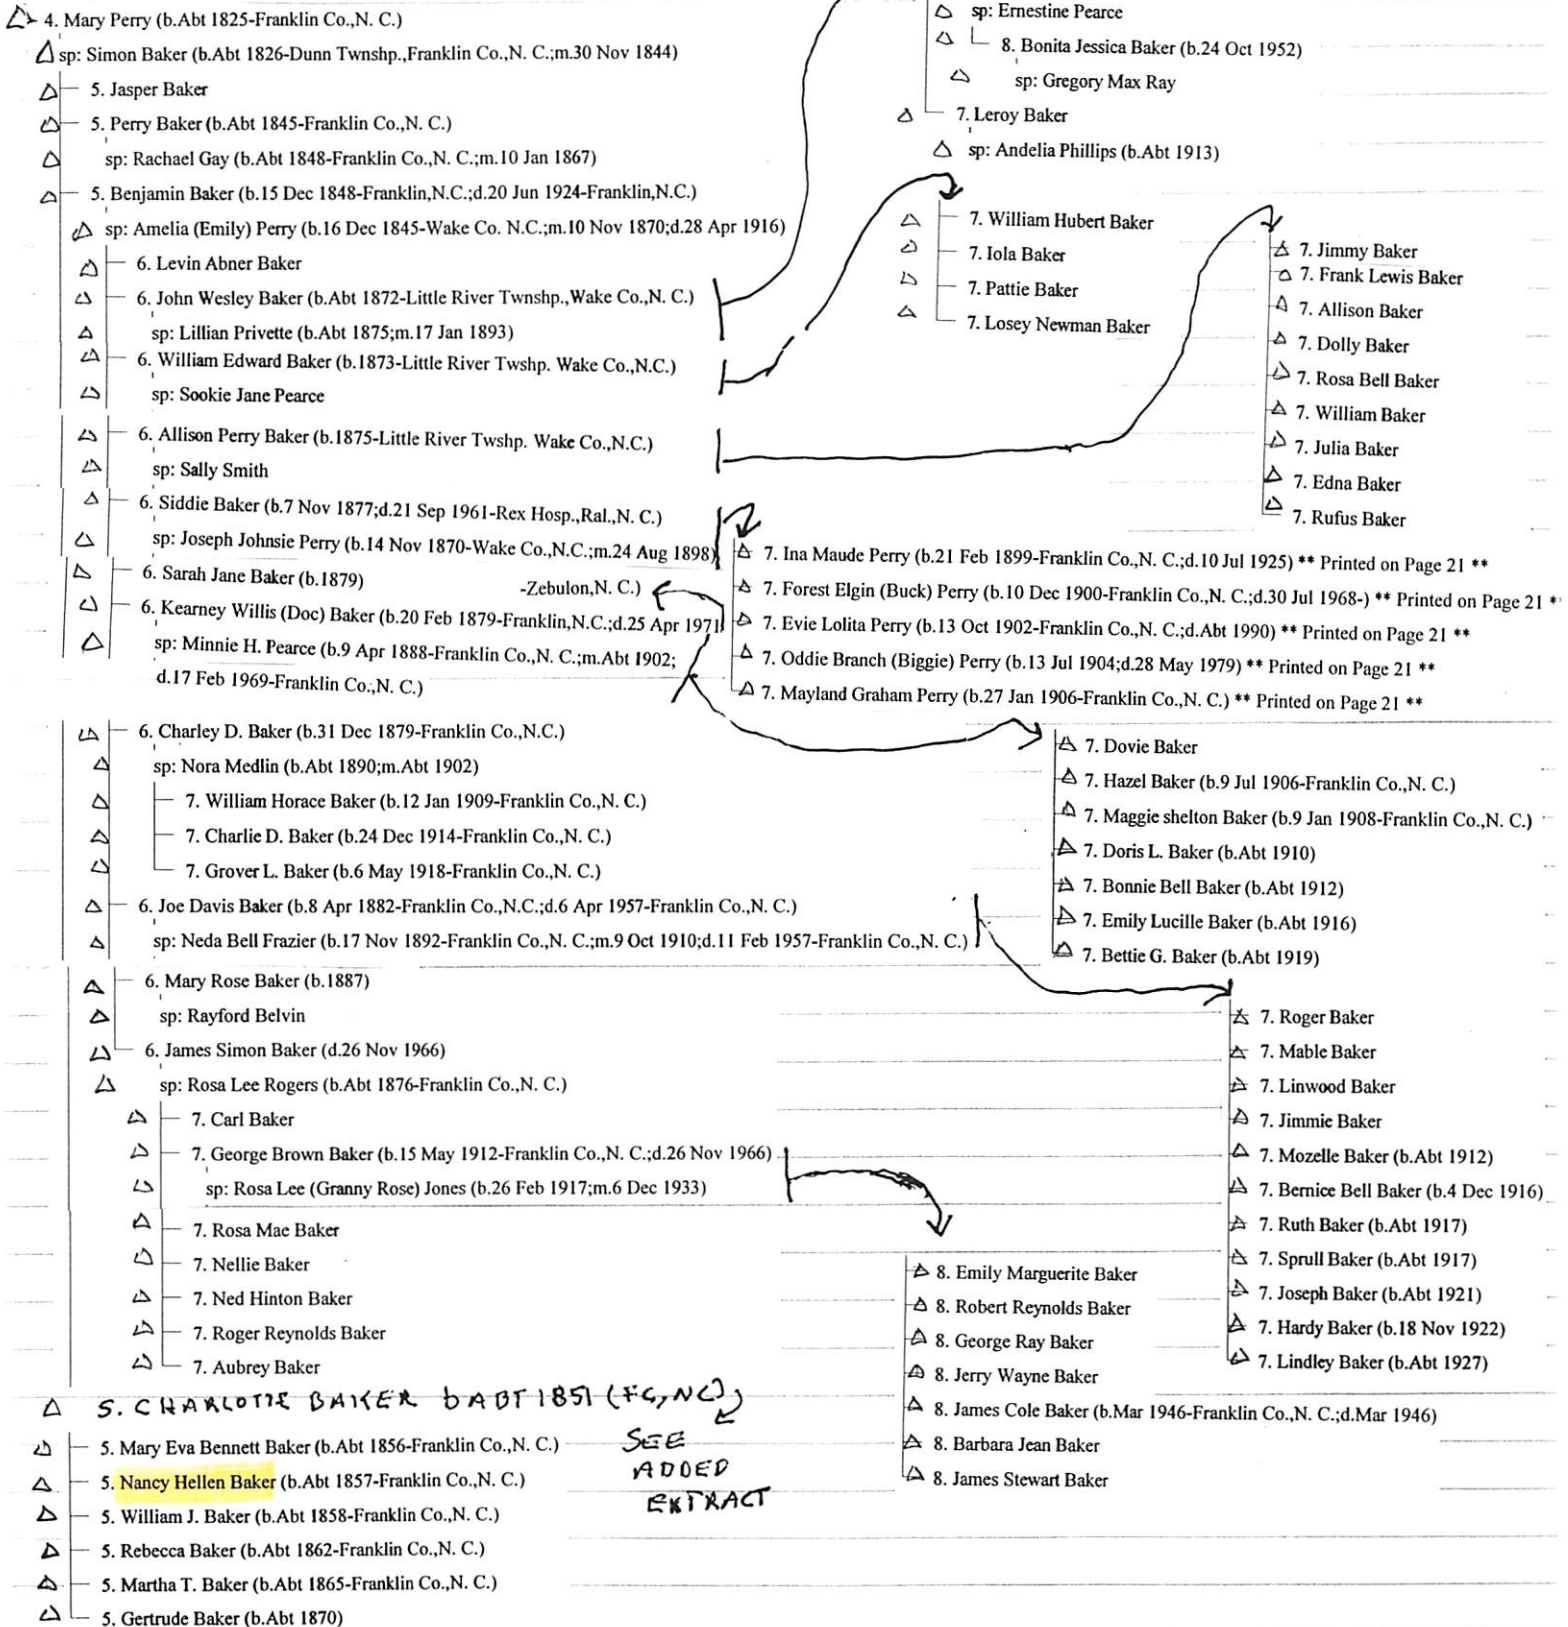 4. Mary Perry (b.Abt 1825-Franklin Co.,N. C.)
sp: Simon Baker (b.Abt 1826-Dunn Twnshp.,Franklin Co.,N. C.;m.30 Nov 1844)
5. Jasper Baker
5. Perry Baker (b.Abt 1845-Franklin Co.,N. C.)
sp: Rachael Gay (b.Abt 1848-Franklin Co.,N. C.;m.10 Jan 1867)
5. Benjamin Baker (b.15 Dec 1848-Franklin,N.C.;d.20 Jun 1924-Franklin,N.C.)
sp: Amelia (Emily) Perry (b.16 Dec 1845-Wake Co. N.C.;m.10 Nov 1870;d.28 Apr 1916)
6. Levin Abner Baker
6. John Wesley Baker (b.Abt 1872-Little River Twnshp.,Wake Co.,N. C.)
sp: Lillian Privette (b.Abt 1875;m.17 Jan 1893)
6. William Edward Baker (b.1873-Little River Twshp. Wake Co.,N.C.)
sp: Sookie Jane Pearce
6. Allison Perry Baker (b.1875-Little River Twshp. Wake Co.,N.C.)
sp: Sally Smith
6. Siddie Baker (b.7 Nov 1877;d.21 Sep 1961-Rex Hosp.,Ral.,N. C.)
sp: Joseph Johnsie Perry (b.14 Nov 1870-Wake Co.,N.C.;m.24 Aug 1898)
6. Sarah Jane Baker (b.1879)
-Zebulon,N. C.)
6. Kearney Willis (Doc) Baker (b.20 Feb 1879-Franklin,N.C.;d.25 Apr 1971
sp: Minnie H. Pearce (b.9 Apr 1888-Franklin Co.,N. C.;m.Abt 1902;
d.17 Feb 1969-Franklin Co.,N. C.)
6. Charley D. Baker (b.31 Dec 1879-Franklin Co.,N.C.)
sp: Nora Medlin (b.Abt 1890;m.Abt 1902)
7. William Horace Baker (b.12 Jan 1909-Franklin Co.,N. C.)
7. Charlie D. Baker (b.24 Dec 1914-Franklin Co.,N. C.)
7. Grover L. Baker (b.6 May 1918-Franklin Co.,N. C.)
6. Joe Davis Baker (b.8 Apr 1882-Franklin Co.,N.C.;d.6 Apr 1957-Franklin Co.,N. C.)
sp: Neda Bell Frazier (b.17 Nov 1892-Franklin Co.,N. C.;m.9 Oct 1910;d.11 Feb 1957-Franklin Co.,N. C.)
6. Mary Rose Baker (b.1887)
sp: Rayford Belvin
6. James Simon Baker (d.26 Nov 1966)
sp: Rosa Lee Rogers (b.Abt 1876-Franklin Co.,N. C.)
7. Carl Baker
7. George Brown Baker (b.15 May 1912-Franklin Co.,N. C.;d.26 Nov 1966)
sp: Rosa Lee (Granny Rose) Jones (b.26 Feb 1917;m.6 Dec 1933)
7. Rosa Mae Baker
7. Nellie Baker
7. Ned Hinton Baker
7. Roger Reynolds Baker
7. Aubrey Baker
5. CHARLOTTE BAKER b ABT 1851 (FC, NC)
SEE
ADDED
EXTRACT
5. Mary Eva Bennett Baker (b.Abt 1856-Franklin Co.,N. C.)
5. Nancy Hellen Baker (b.Abt 1857-Franklin Co.,N. C.)
5. William J. Baker (b.Abt 1858-Franklin Co.,N. C.)
5. Rebecca Baker (b.Abt 1862-Franklin Co.,N. C.)
5. Martha T. Baker (b.Abt 1865-Franklin Co.,N. C.)
5. Gertrude Baker (b.Abt 1870)
sp: Ernestine Pearce
8. Bonita Jessica Baker (b.24 Oct 1952)
sp: Gregory Max Ray
7. Leroy Baker
sp: Andelia Phillips (b.Abt 1913)
7. William Hubert Baker
7. Iola Baker
7. Pattie Baker
7. Losey Newman Baker
7. Jimmy Baker
7. Frank Lewis Baker
7. Allison Baker
7. Dolly Baker
7. Rosa Bell Baker
7. William Baker
7. Julia Baker
7. Edna Baker
7. Rufus Baker
7. Ina Maude Perry (b.21 Feb 1899-Franklin Co.,N. C.;d.10 Jul 1925) ** Printed on Page 21 **
7. Forest Elgin (Buck) Perry (b.10 Dec 1900-Franklin Co.,N. C.;d.30 Jul 1968-) ** Printed on Page 21 *
7. Evie Lolita Perry (b.13 Oct 1902-Franklin Co.,N. C.;d.Abt 1990) ** Printed on Page 21 **
7. Oddie Branch (Biggie) Perry (b.13 Jul 1904;d.28 May 1979) ** Printed on Page 21 **
7. Mayland Graham Perry (b.27 Jan 1906-Franklin Co.,N. C.) ** Printed on Page 21 **
7. Dovie Baker
7. Hazel Baker (b.9 Jul 1906-Franklin Co.,N. C.)
7. Maggie shelton Baker (b.9 Jan 1908-Franklin Co.,N. C.)
7. Doris L. Baker (b.Abt 1910)
7. Bonnie Bell Baker (b.Abt 1912)
7. Emily Lucille Baker (b.Abt 1916)
7. Bettie G. Baker (b.Abt 1919)
7. Roger Baker
7. Mable Baker
7. Linwood Baker
7. Jimmie Baker
7. Mozelle Baker (b.Abt 1912)
7. Bernice Bell Baker (b.4 Dec 1916)
7. Ruth Baker (b.Abt 1917)
7. Sprull Baker (b.Abt 1917)
7. Joseph Baker (b.Abt 1921)
7. Hardy Baker (b.18 Nov 1922)
7. Lindley Baker (b.Abt 1927)
8. Emily Marguerite Baker
8. Robert Reynolds Baker
8. George Ray Baker
8. Jerry Wayne Baker
8. James Cole Baker (b.Mar 1946-Franklin Co.,N. C.;d.Mar 1946)
8. Barbara Jean Baker
8. James Stewart Baker